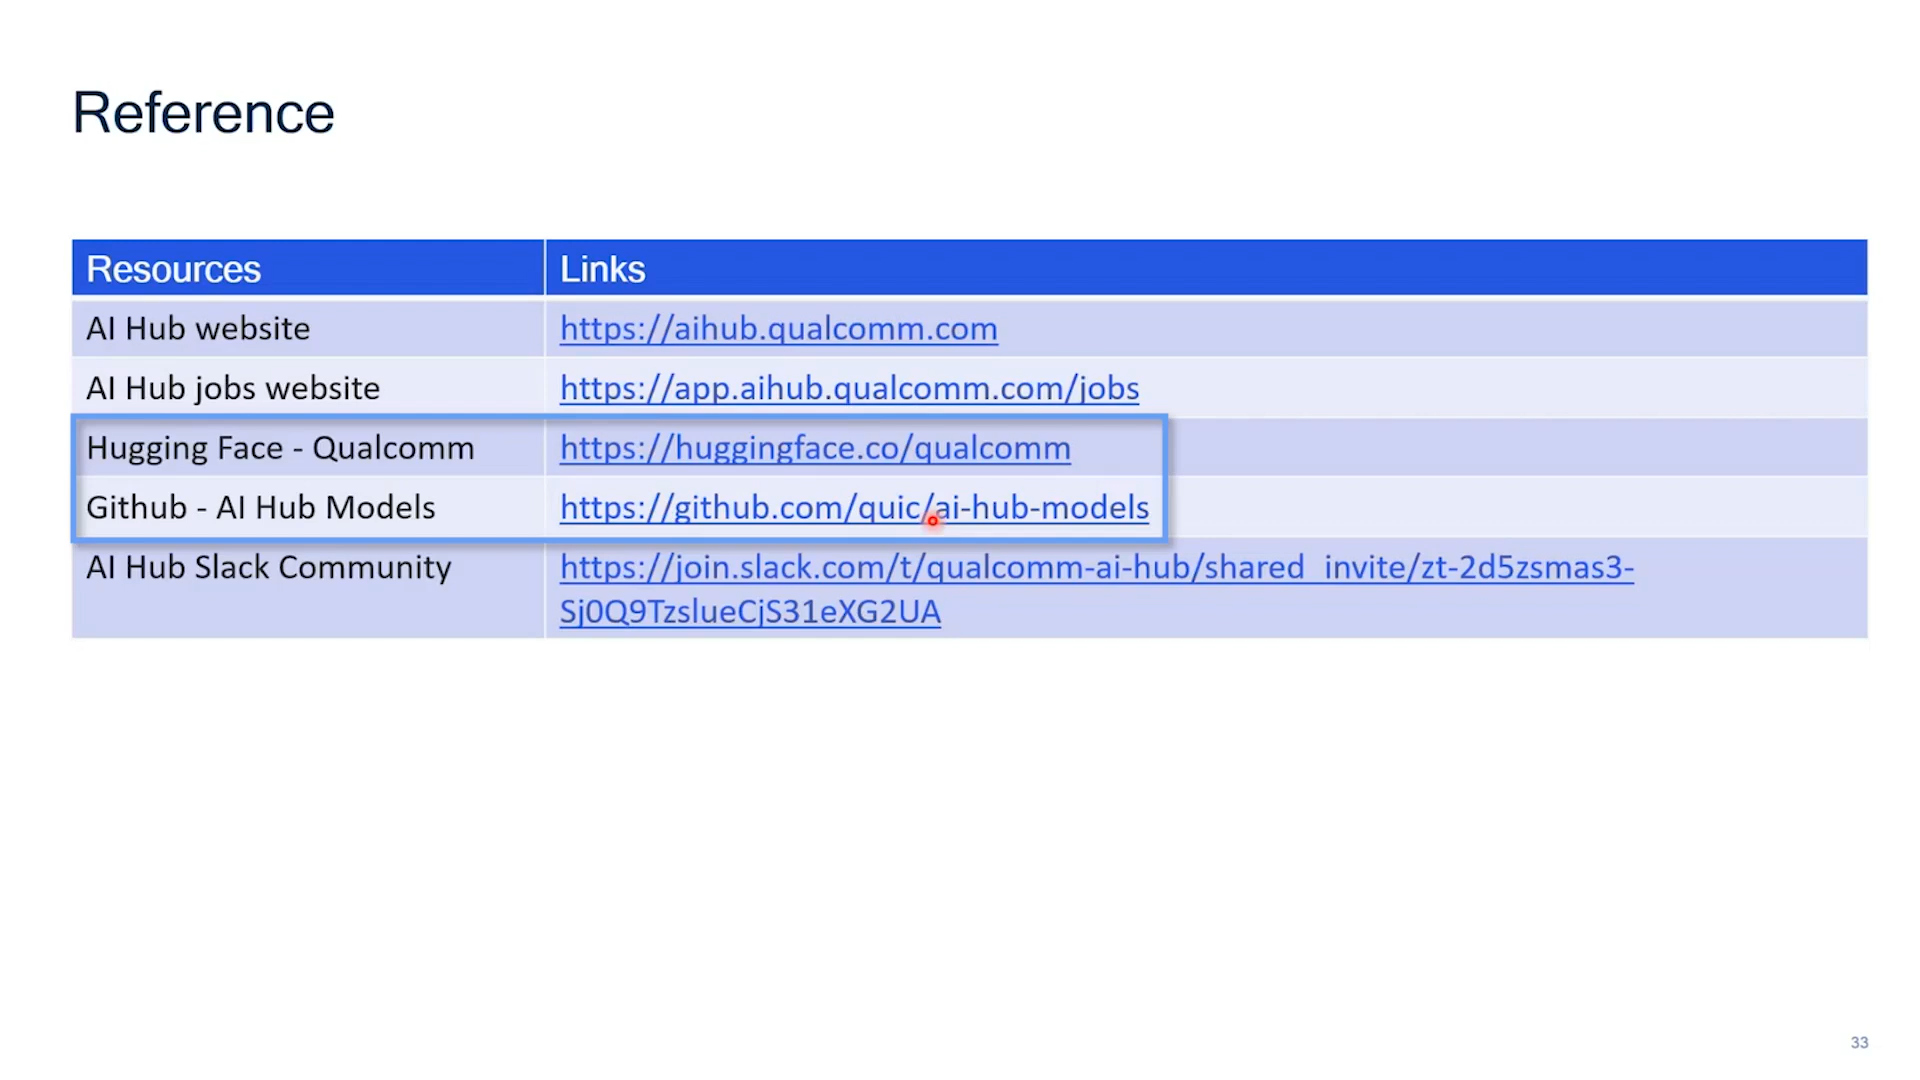 Reference
Resources Links
AI Hub website https://aihub.qualcomm.com
AI Hub jobs website https://app.aihub.qualcomm.com/jobs
Hugging Face - Qualcomm https://huggingface.co/qualcomm
Github - AI Hub Models https://github.com/quic/ai-hub-models
AI Hub Slack Community https://join.slack.com/t/qualcomm-ai-hub/shared_invite/zt-2d5zsmas3-
Sj0Q9TzslueCjS31eXG2UA
33